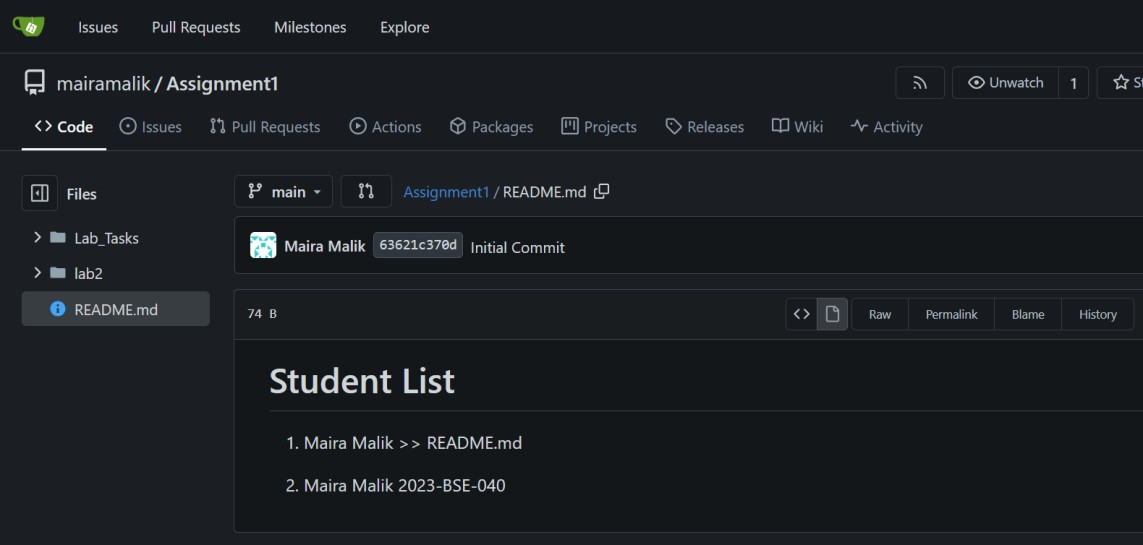 Issues Pull Requests Milestones Explore
mairamalik / Assignment1
Unwatch 1
Code Issues Pull Requests Actions Packages Projects Releases Wiki Activity
Files
main Assignment1 / README.md
Lab_Tasks
lab2
README.md
Maira Malik 63621c370d Initial Commit
74 B
Raw Permalink Blame History
Student List
1. Maira Malik >> README.md
2. Maira Malik 2023-BSE-040